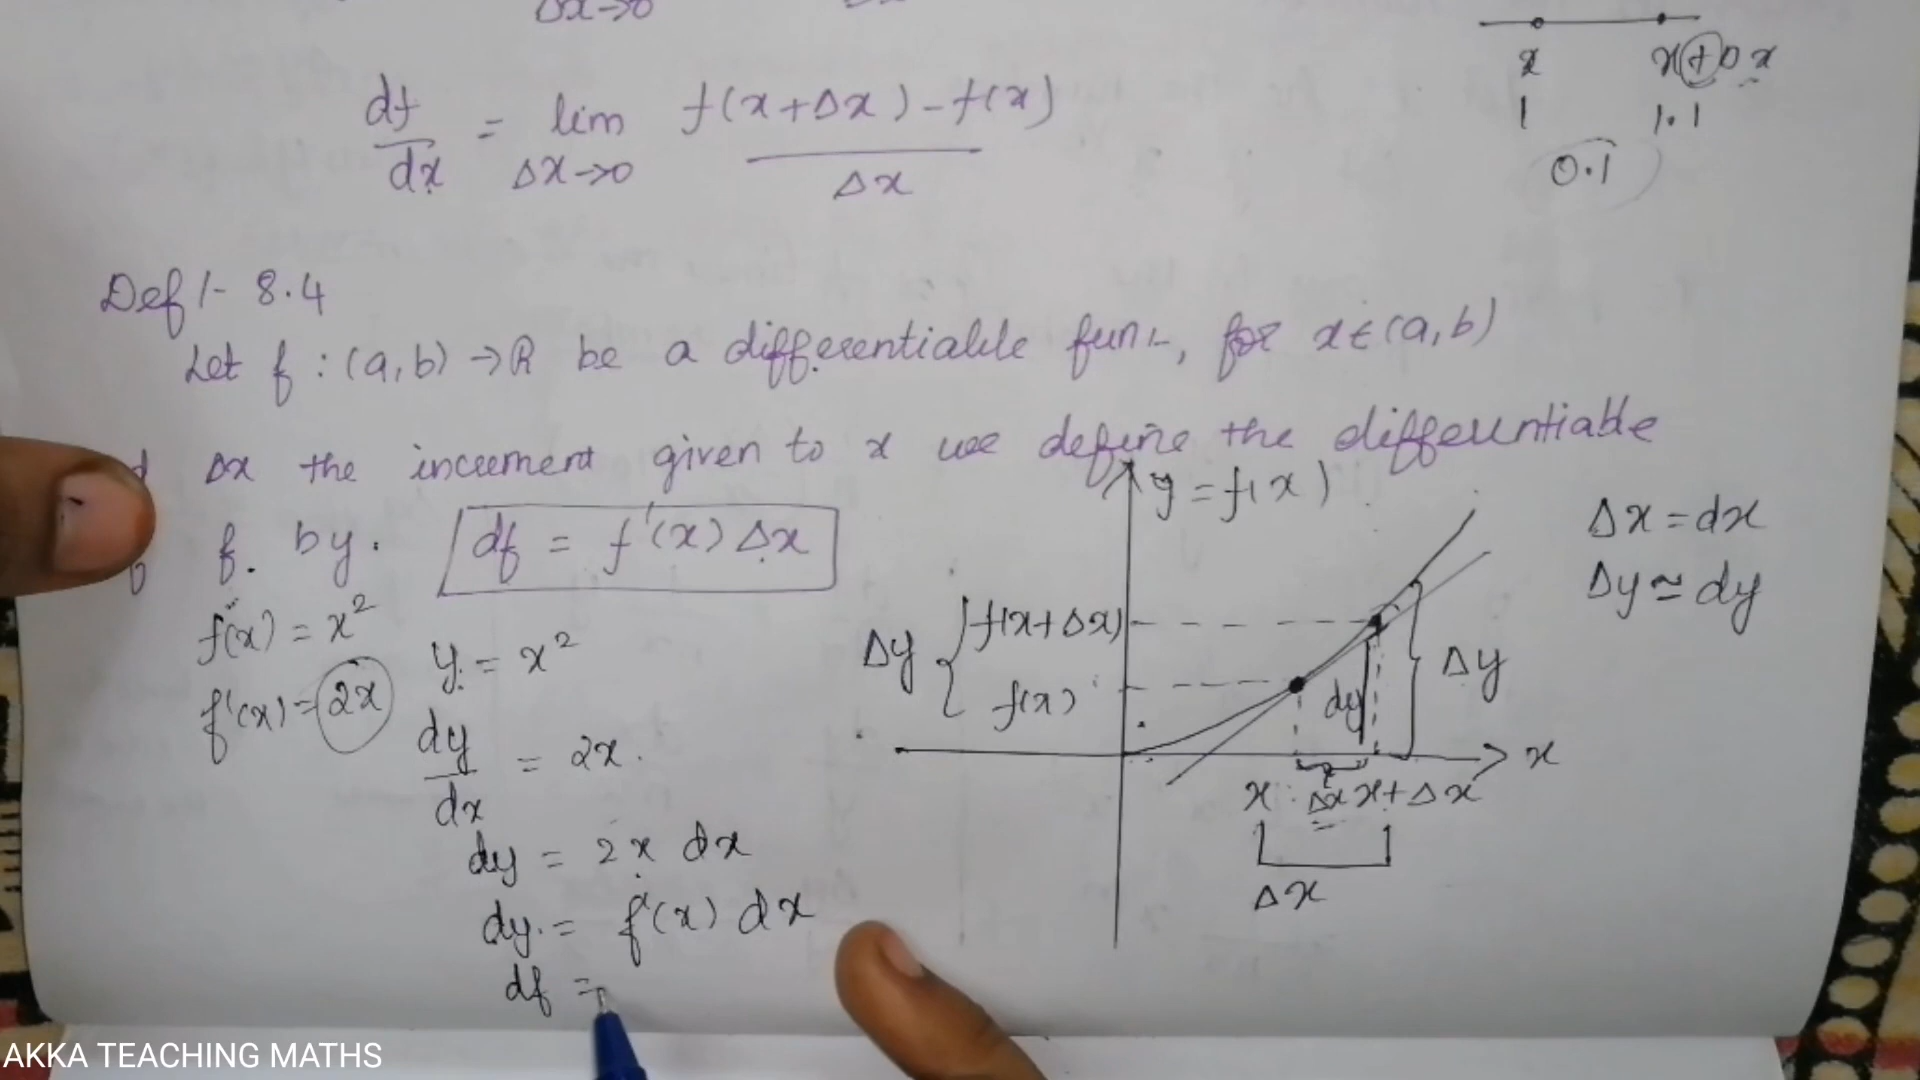 Δx→0
x x+Δx
1 1.1
0.1
df/dx = lim Δx→0 f(x+Δx)-f(x) / Δx
Def:- 8.4
Let f : (a,b) →R be a differentiable fun:-, for x∈(a,b)
Δx the increment given to x we define the differentiable
f. by. df = f'(x) Δx
f(x) = x²
f'(x) = 2x
y = x²
dy/dx = 2x.
dy = 2x dx
dy = f'(x) dx
df =
y = f(x)
Δy { f(x+Δx)
f(x)
dy
Δy
x
x Δx x+Δx
Δx
Δx = dx
Δy ≃ dy
AKKA TEACHING MATHS